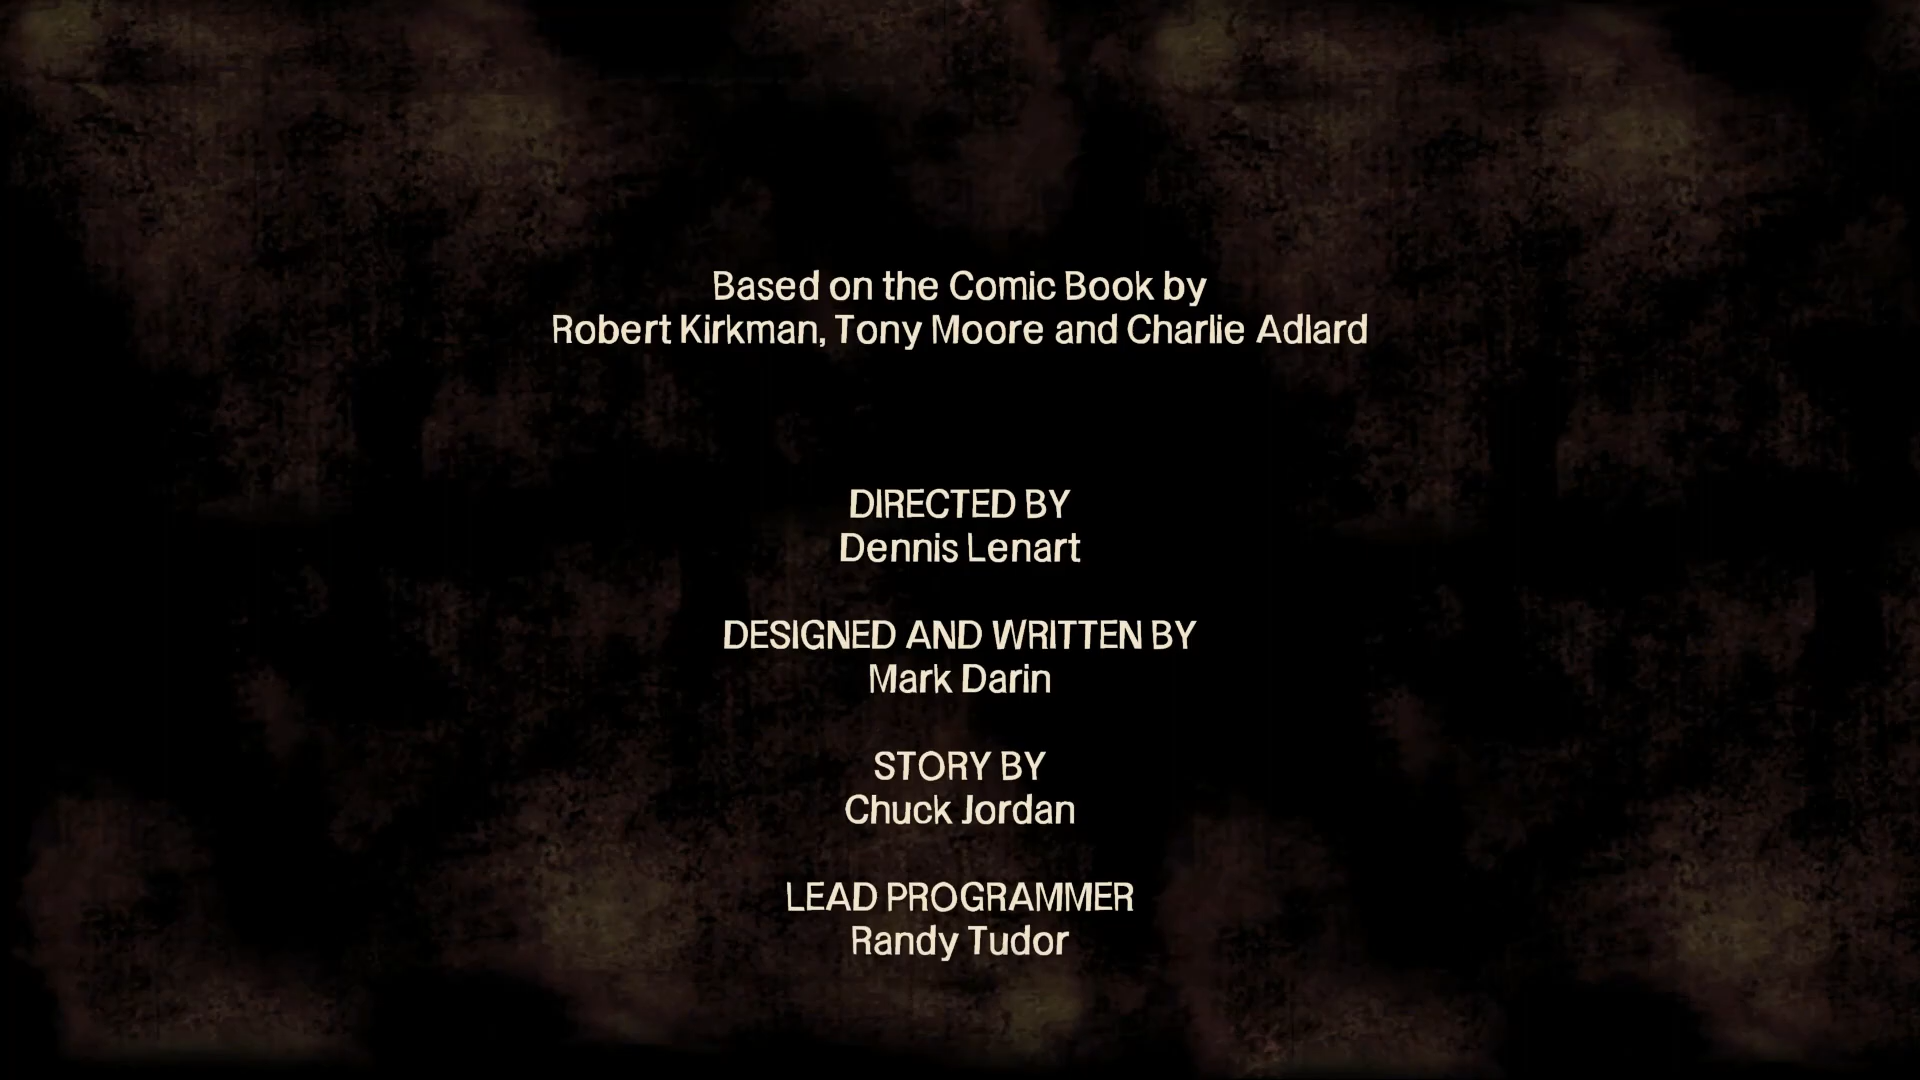 Based on the Comic Book by
Robert Kirkman, Tony Moore and Charlie Adlard
DIRECTED BY
Dennis Lenart
DESIGNED AND WRITTEN BY
Mark Darin
STORY BY
Chuck Jordan
LEAD PROGRAMMER
Randy Tudor